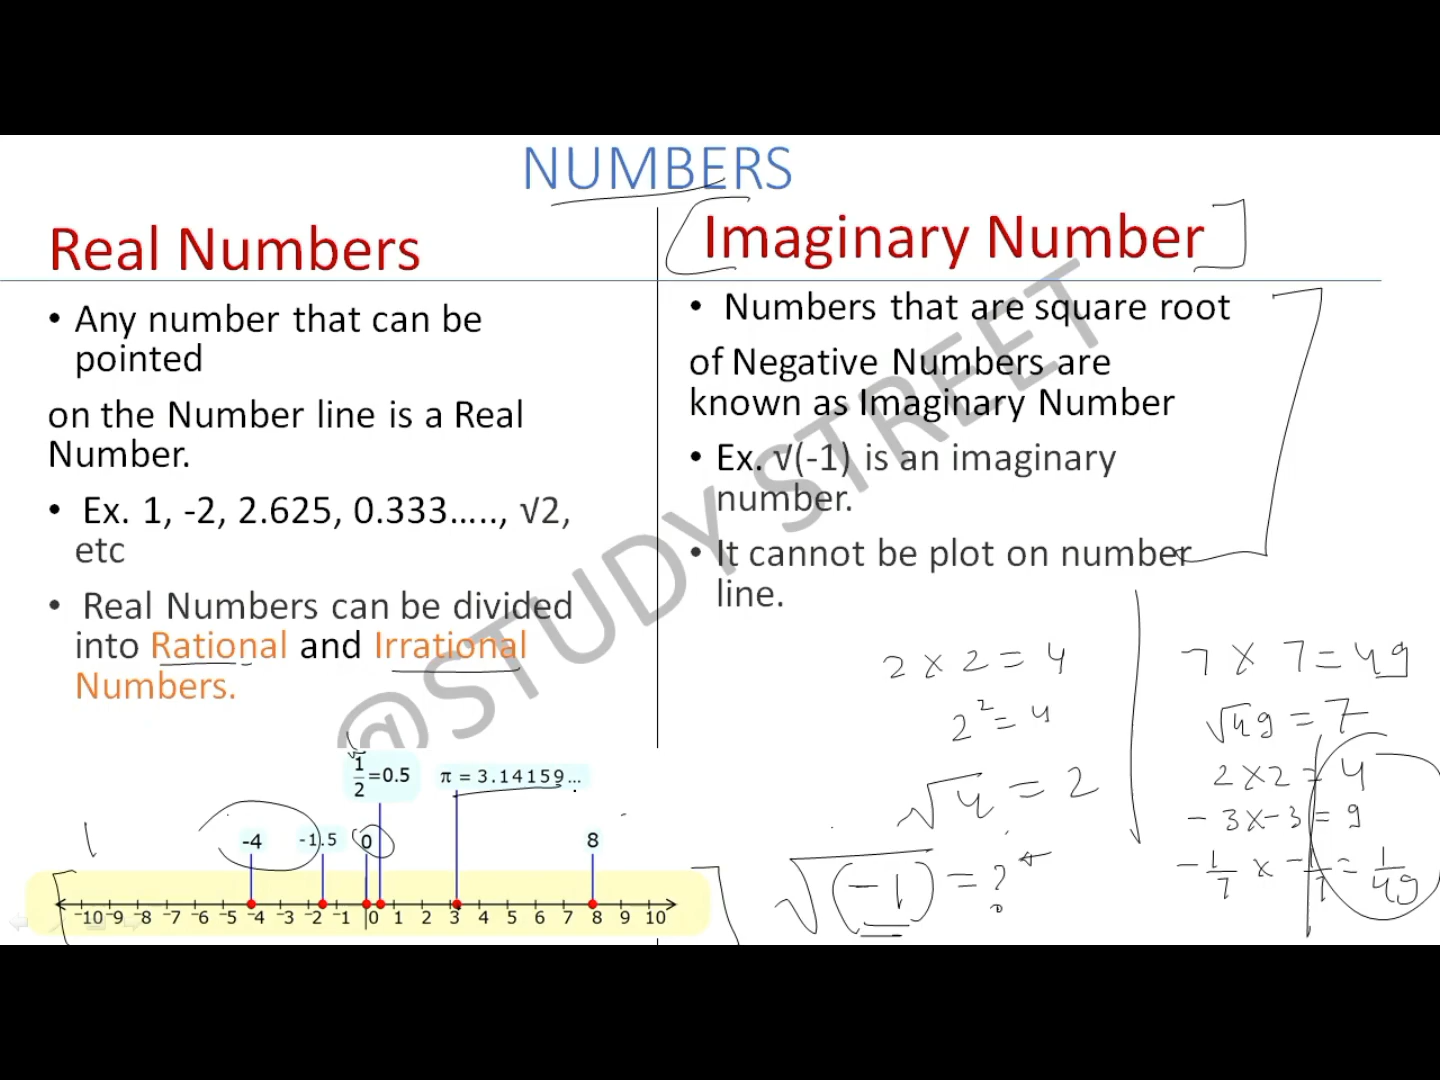 NUMBERS
Real Numbers
• Any number that can be
pointed
on the Number line is a Real
Number.
• Ex. 1, -2, 2.625, 0.333....., √2,
etc
• Real Numbers can be divided
into Rational and Irrational
Numbers.
1/2 =0.5
π = 3.14159...
-4
-1.5
0
8
-10 -9 -8 -7 -6 -5 -4 -3 -2 -1 0 1 2 3 4 5 6 7 8 9 10
Imaginary Number
• Numbers that are square root
of Negative Numbers are
known as Imaginary Number
• Ex. √(-1) is an imaginary
number.
• It cannot be plot on number
line.
2 × 2 = 4
2² = 4
√4 = 2
√(-1) = ?
7 × 7 = 49
√49 = 7
2 × 2 = 4
-3 × -3 = 9
-1/7 × -1/7 = 1/49
@STUDY STREET